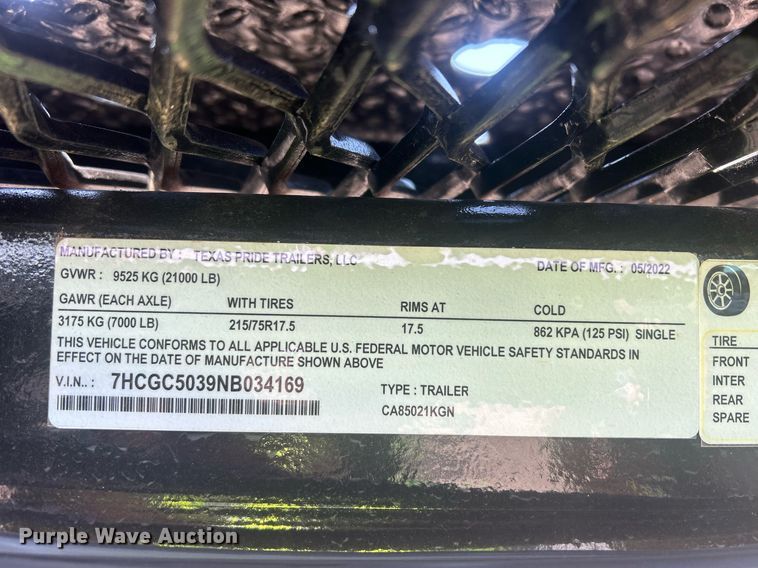 MANUFACTURED BY : TEXAS PRIDE TRAILERS, LLC DATE OF MFG. : 05/2022
GVWR : 9525 KG (21000 LB)
GAWR (EACH AXLE) WITH TIRES RIMS AT COLD
3175 KG (7000 LB) 215/75R17.5 17.5 862 KPA (125 PSI) SINGLE
THIS VEHICLE CONFORMS TO ALL APPLICABLE U.S. FEDERAL MOTOR VEHICLE SAFETY STANDARDS IN
EFFECT ON THE DATE OF MANUFACTURE SHOWN ABOVE
V.I.N.. : 7HCGC5039NB034169 TYPE : TRAILER
CA85021KGN
TIRE
FRONT
INTER
REAR
SPARE
Purple Wave Auction